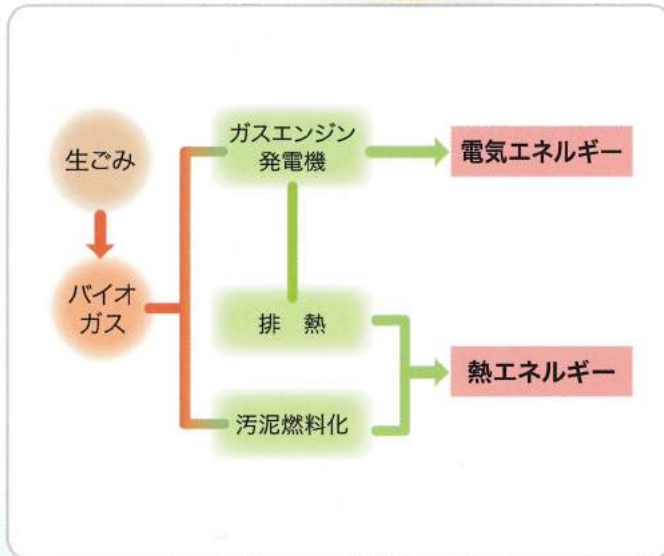 生ごみ
バイオ
ガス
ガスエンジン
発電機
排　熱
汚泥燃料化
電気エネルギー
熱エネルギー